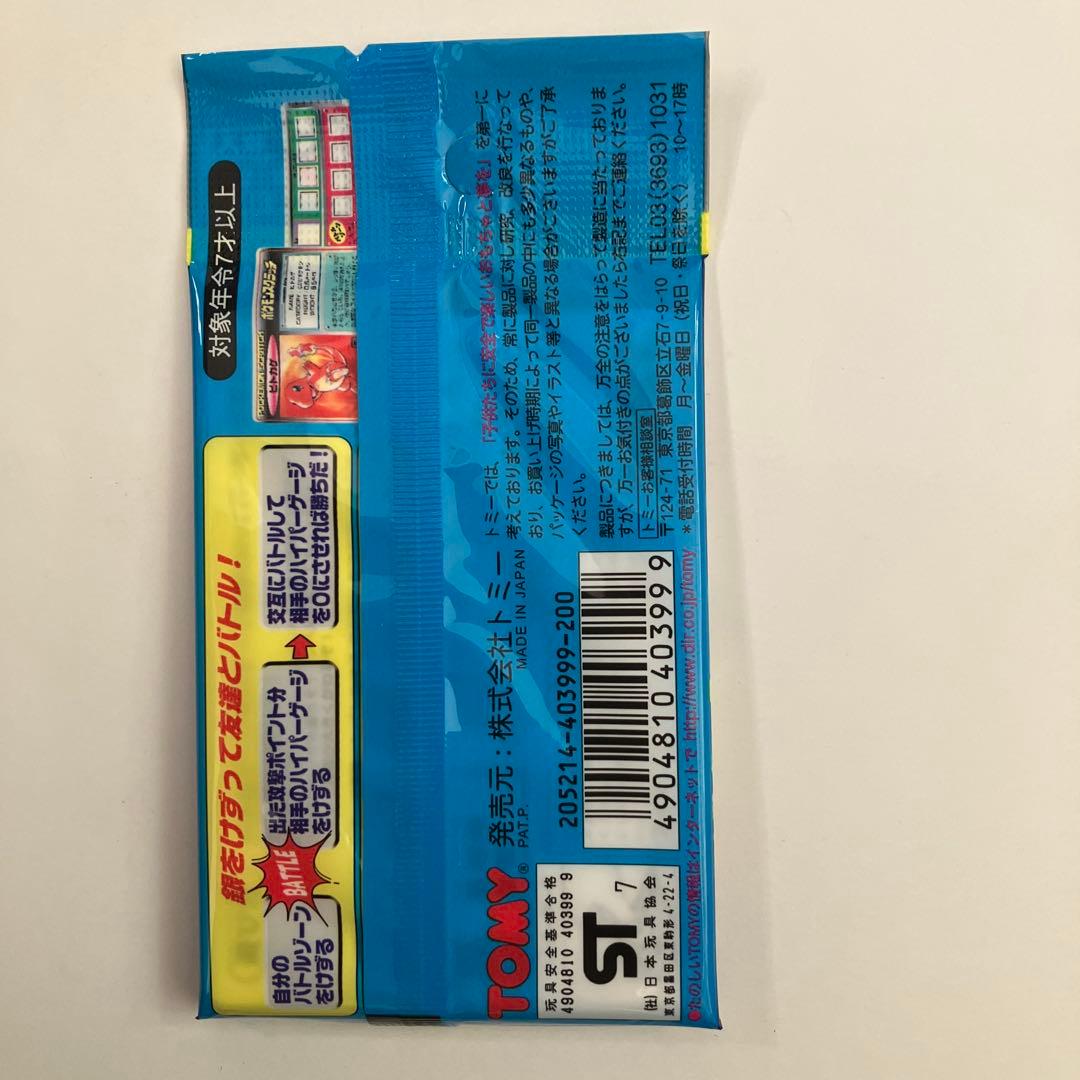 対象年令7才以上
POKEMON SCRATCH
ヒトカゲ
ポケモンスクラッチ
銀をけずって友達とバトル!
自分の
バトルゾーン
をけずる
BATTLE
出た攻撃ポイント分
相手のハイパーゲージ
をけずる
交互にバトルして
相手のハイパーゲージ
を0にさせれば勝ちだ!
TOMY®
発売元:株式会社トミー
PAT.P.
MADE IN JAPAN
トミーでは、「子供たちに安全で楽しいおもちゃと夢を」を第一に
考えております。そのため、常に製品に対し研究、改良を行なって
おり、お買い上げ時期によって同一製品の中にも多少異なるものや、
パッケージの写真やイラスト等と異なる場合がございますがご了承
ください。
製品につきましては、万全の注意をはらって製造に当たっておりま
すが、万一お気付きの点がございましたら右記までご連絡ください。
トミーお客様相談室
〒124-71 東京都葛飾区立石7-9-10 TEL03(3693)1031
*電話受付時間 月〜金曜日(祝日・祭日を除く) 10〜17時
205214-403999-200
4904810403999
玩具安全基準合格
4904810 40399 9
ST
7
(社)日本玩具協会
東京都墨田区東駒形4-22-4
●たのしいTOMYの情報はインターネットで http://www.dir.co.jp/tomy